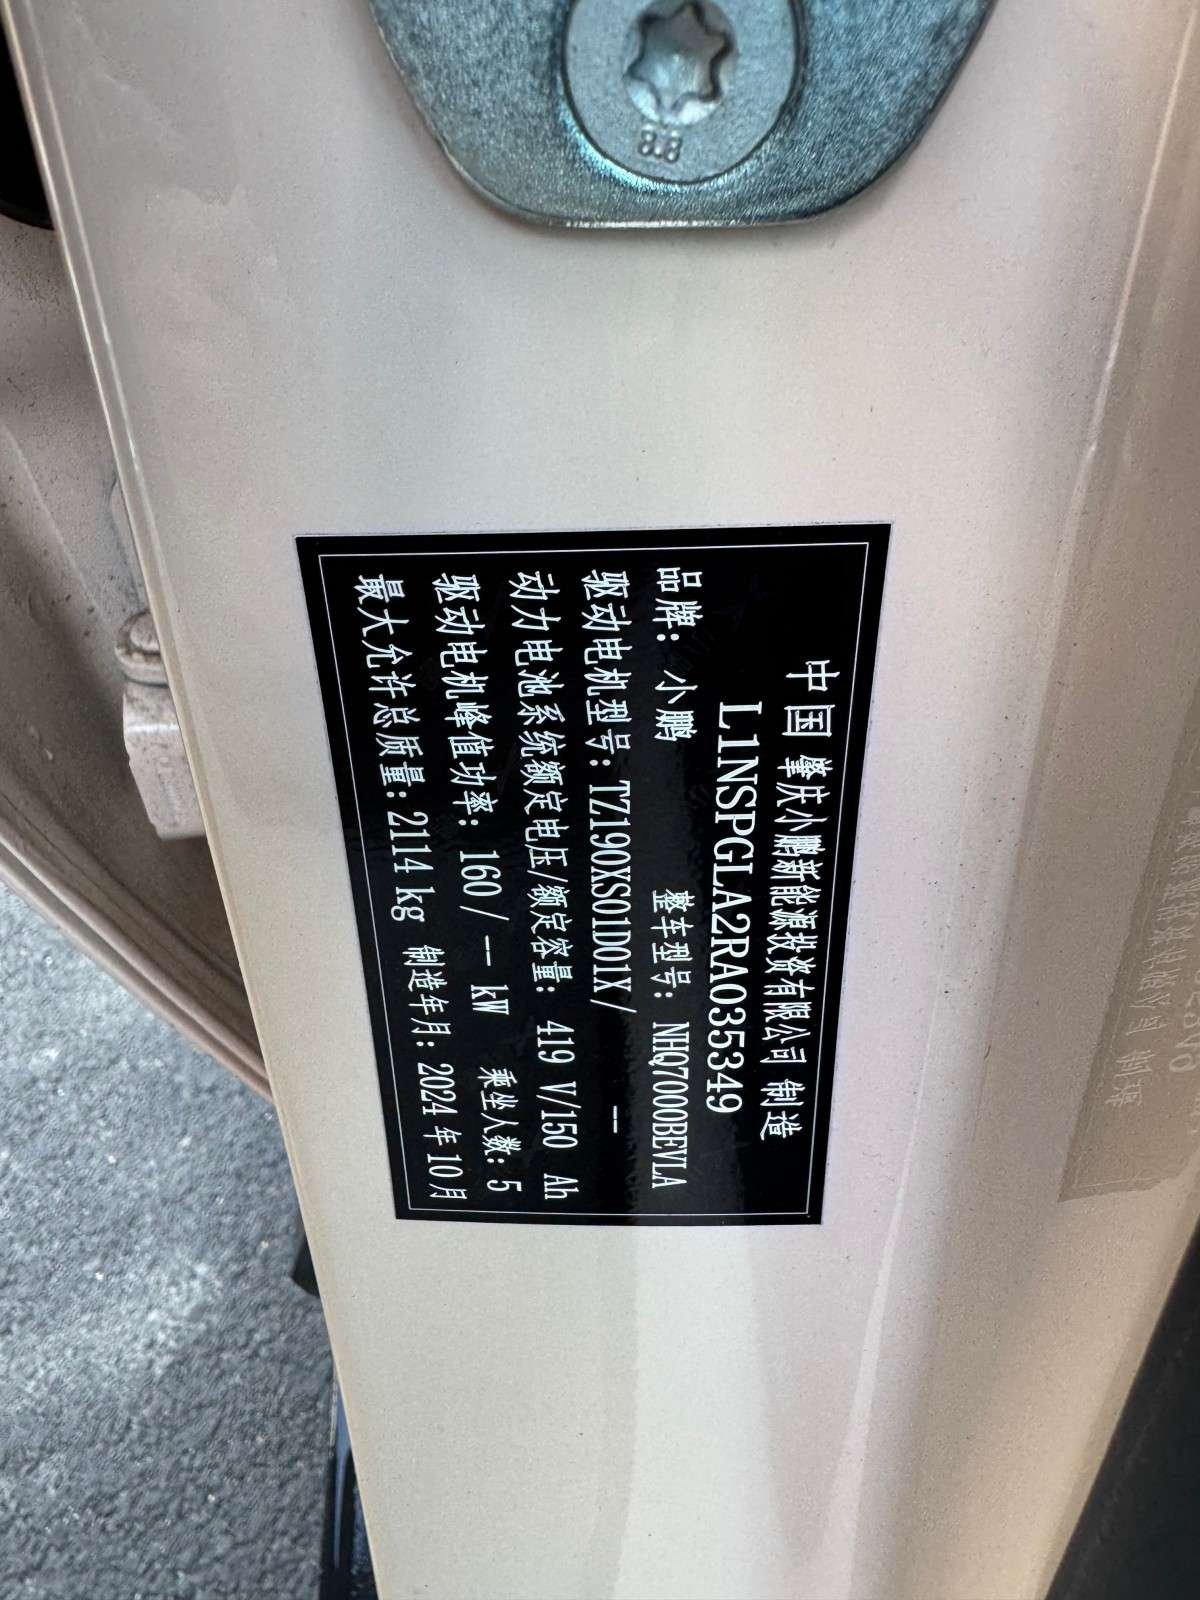 8.8
中国 肇庆小鹏新能源投资有限公司 制造
L1NSPGLA2RA035349
品牌: 小鹏 整车型号: NHQ7000BEVLA
驱动电机型号: TZ190XS01D01X/ --
动力电池系统额定电压/额定容量: 419 V/150 Ah
驱动电机峰值功率: 160/-- kW 乘坐人数: 5
最大允许总质量: 2114 kg 制造年月: 2024年10月